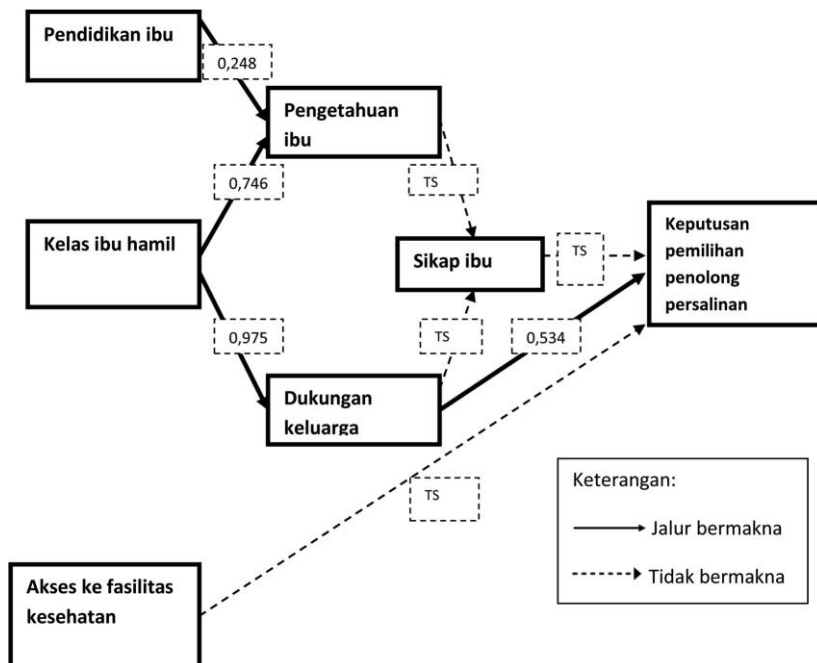 Pendidikan ibu
0,248
Pengetahuan
ibu
0,746
TS
Kelas ibu hamil
Sikap ibu
TS
Keputusan
pemilihan
penolong
persalinan
0,975
TS
0,534
Dukungan
keluarga
TS
Keterangan:
Jalur bermakna
Tidak bermakna
Akses ke fasilitas
kesehatan